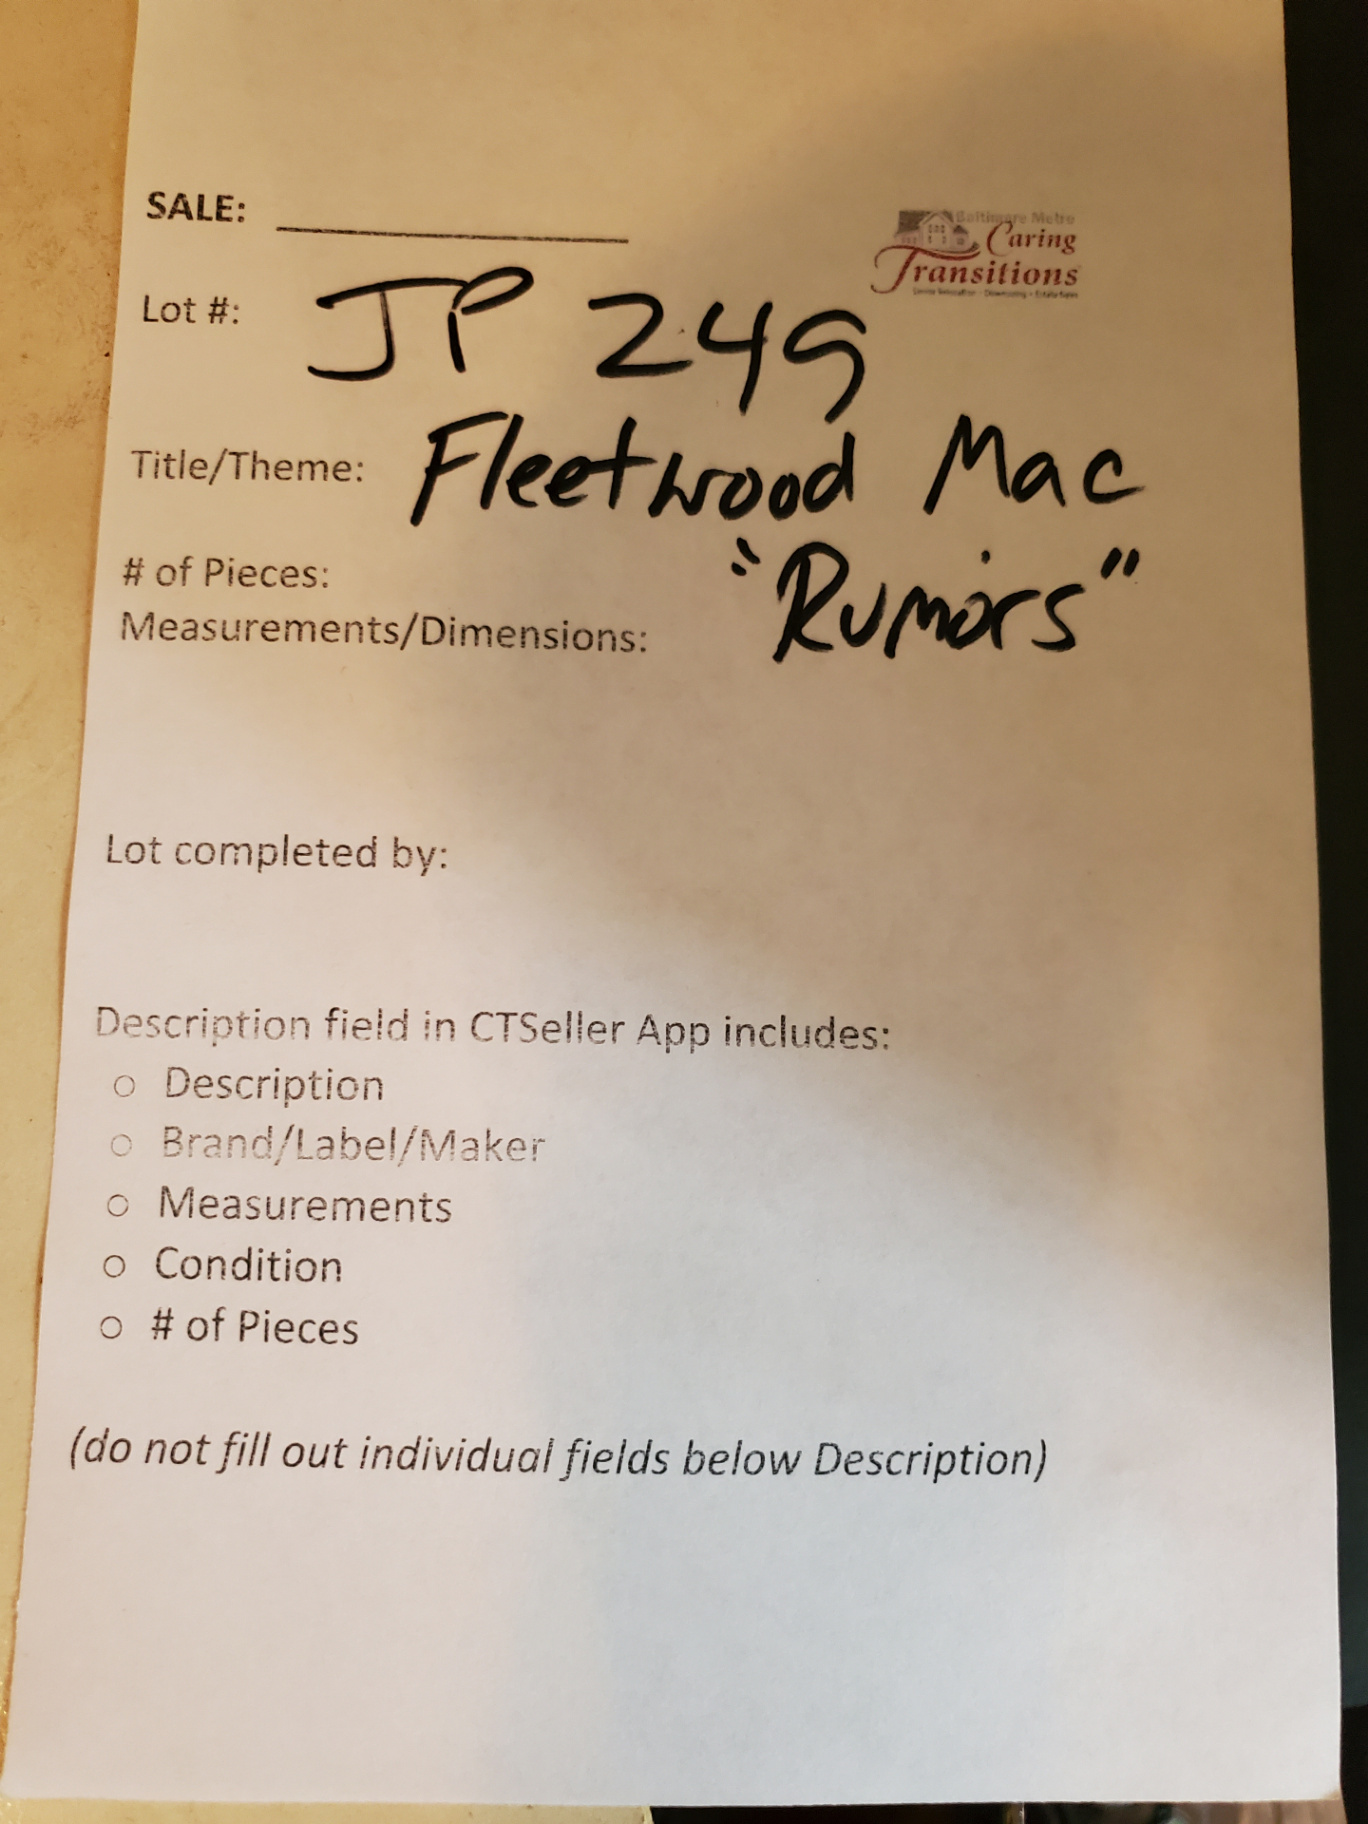 SALE: ____________
Baltimore Metro
Caring
Transitions
Lot #: JP 249
Title/Theme: Fleetwood Mac
# of Pieces:
"Rumors"
Measurements/Dimensions:
Lot completed by:
Description field in CTSeller App includes:
○ Description
○ Brand/Label/Maker
○ Measurements
○ Condition
○ # of Pieces
(do not fill out individual fields below Description)